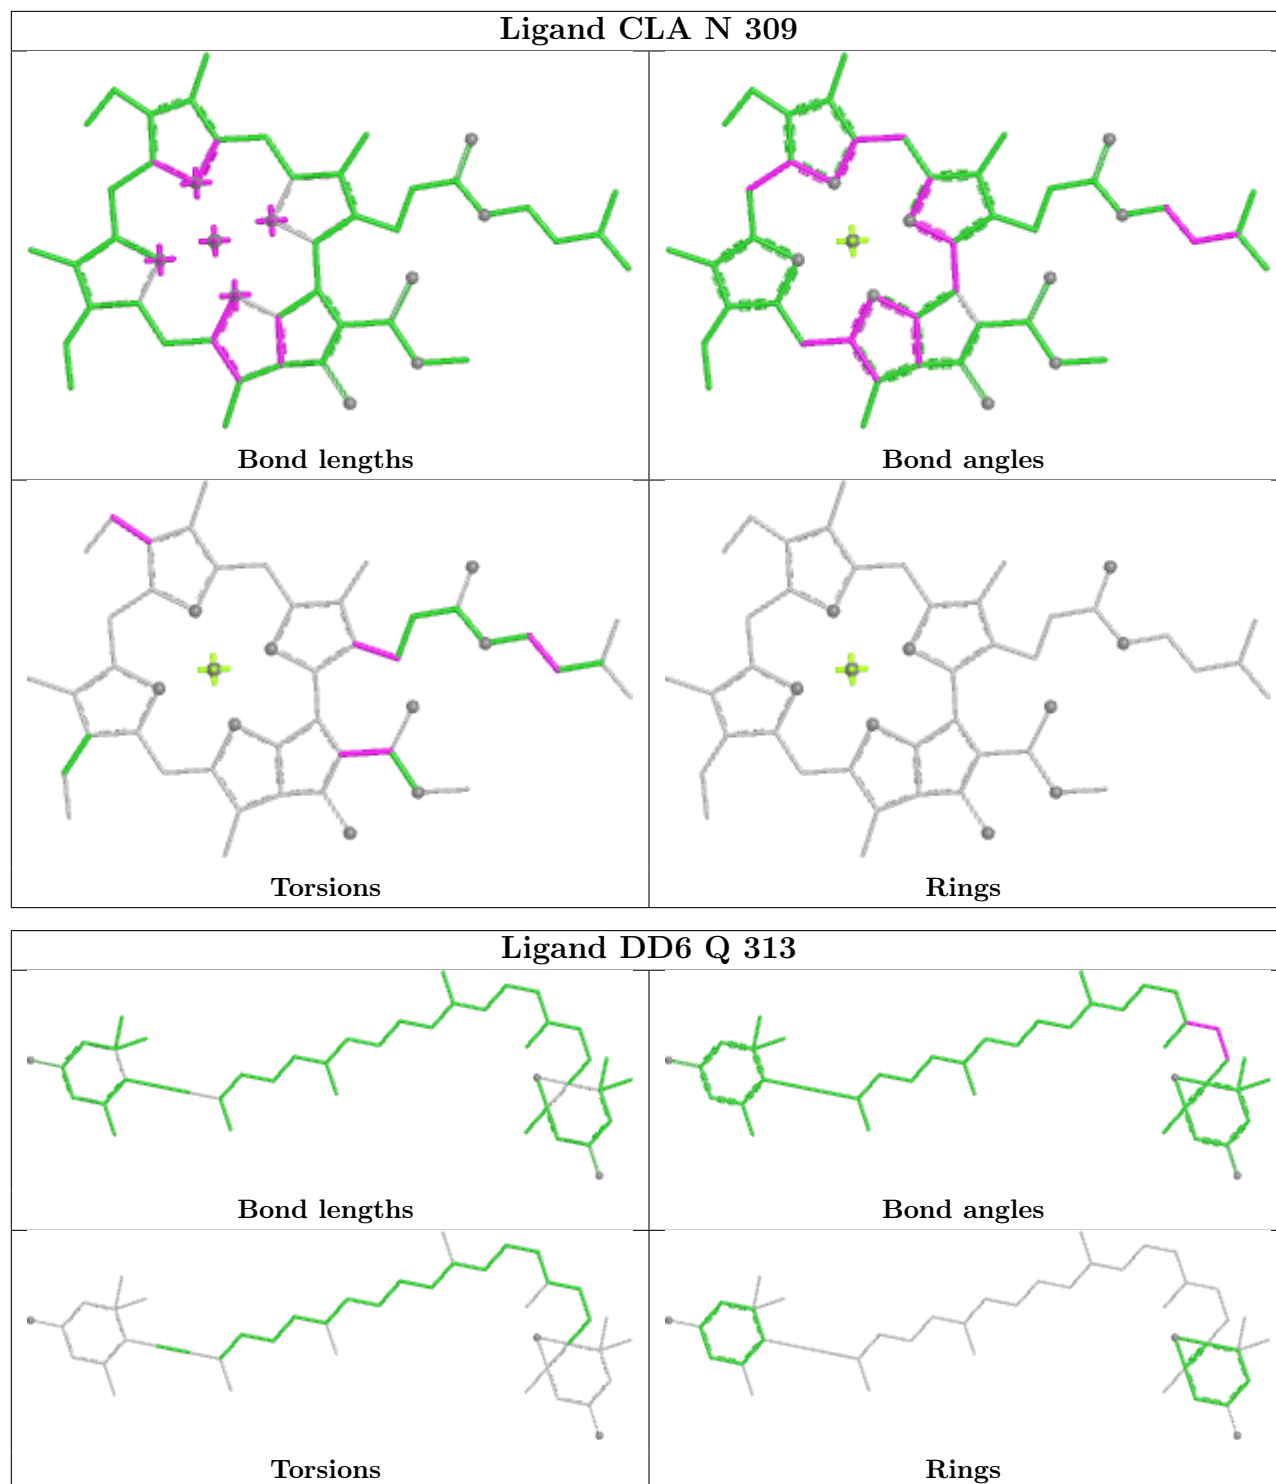 Ligand CLA N 309
Bond lengths
Bond angles
Torsions
Rings
Ligand DD6 Q 313
Bond lengths
Bond angles
Torsions
Rings